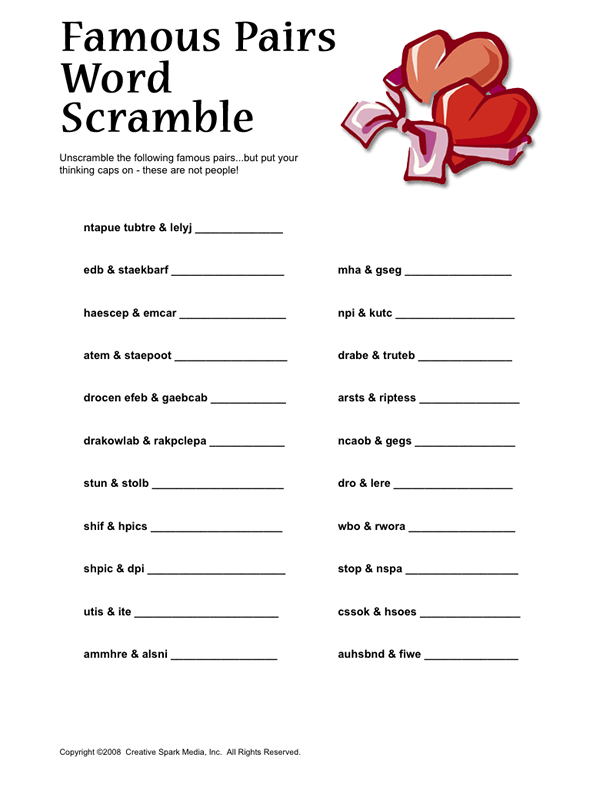 Famous Pairs
Word
Scramble
Unscramble the following famous pairs...but put your
thinking caps on - these are not people!
ntapue tubtre & lelyj ______________
edb & staekbarf __________________
mha & gseg _________________
haescep & emcar _________________
npi & kutc ___________________
atem & staepoot __________________
drabe & truteb __________________
drocen efeb & gaebcab ____________
arsts & riptess ________________
drakowlab & rakpclepa ____________
ncaob & gegs __________________
stun & stolb _____________________
dro & lere ___________________
shif & hpics _____________________
wbo & rwora _________________
shpic & dpi ______________________
stop & nspa __________________
utis & ite _______________________
cssok & hsoes ________________
ammhre & alsni _________________
auhsbnd & fiwe _______________
Copyright ©2008 Creative Spark Media, Inc. All Rights Reserved.